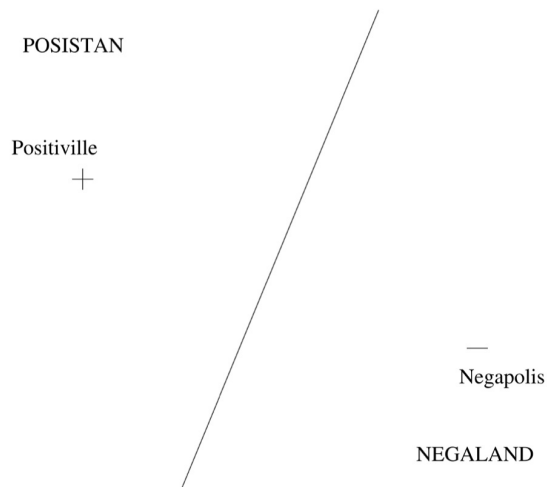 POSISTAN
Positiville
+
—
Negapolis
NEGALAND